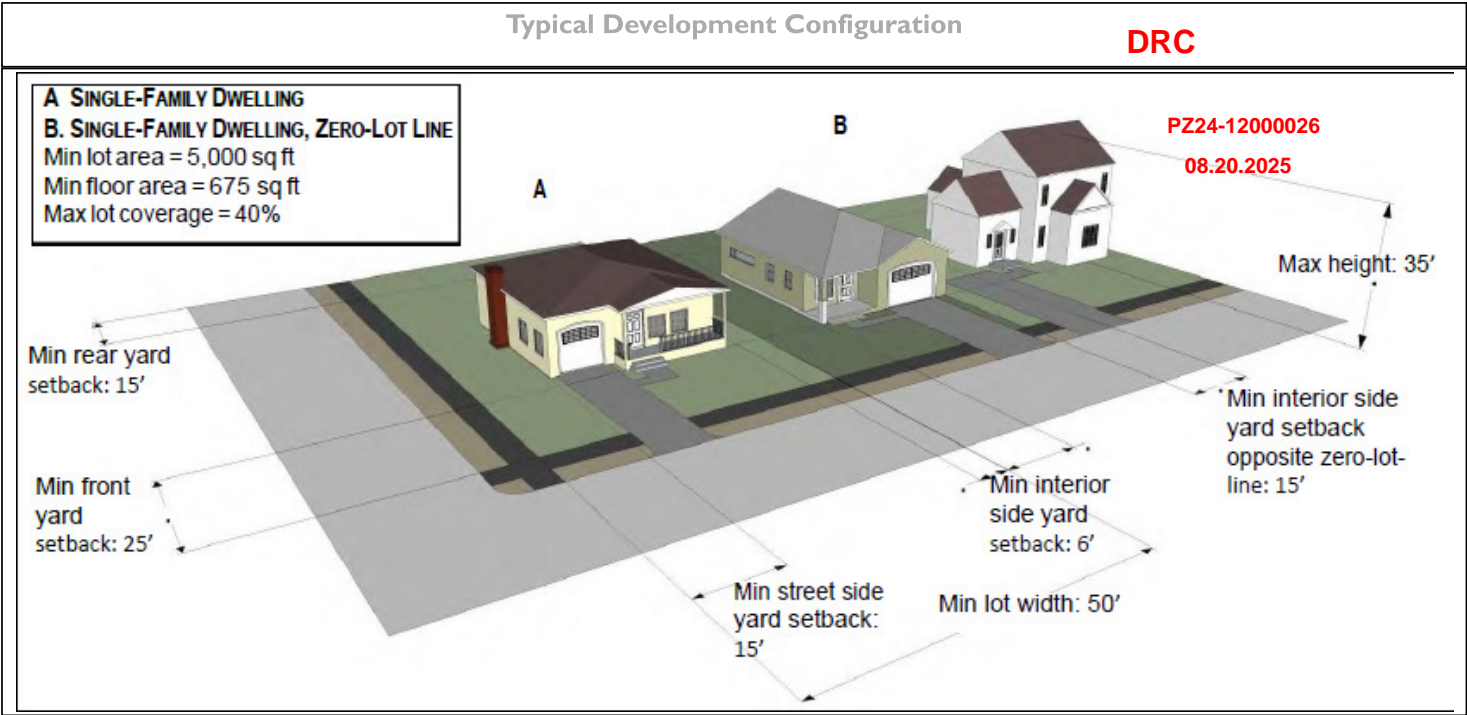 Typical Development Configuration
DRC
A SINGLE-FAMILY DWELLING
B. SINGLE-FAMILY DWELLING, ZERO-LOT LINE
Min lot area = 5,000 sq ft
Min floor area = 675 sq ft
Max lot coverage = 40%
A
B
PZ24-12000026
08.20.2025
Max height: 35′
Min rear yard
setback: 15′
Min front
yard
setback: 25′
Min street side
yard setback:
15′
Min interior
side yard
setback: 6′
Min lot width: 50′
Min interior side
yard setback
opposite zero-lot-
line: 15′